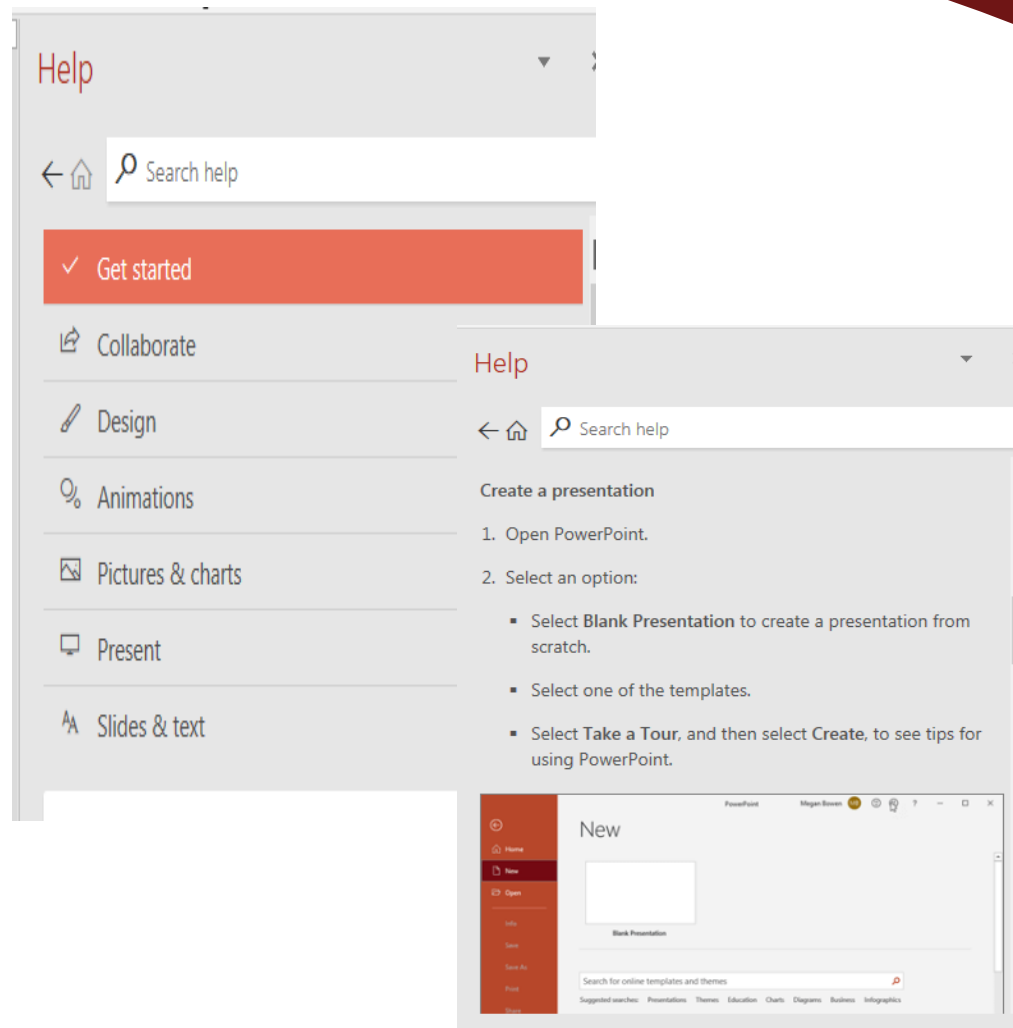 Help
Search help
Get started
Collaborate
Design
Animations
Pictures & charts
Present
Slides & text
Help
Search help
Create a presentation
1. Open PowerPoint.
2. Select an option:
▪ Select Blank Presentation to create a presentation from
scratch.
▪ Select one of the templates.
▪ Select Take a Tour, and then select Create, to see tips for
using PowerPoint.
PowerPoint Megan Bowen ?
New
Home
New
Open
Info
Save
Save As
Print
Share
Blank Presentation
Search for online templates and themes
Suggested searches: Presentations Themes Education Charts Diagrams Business Infographics